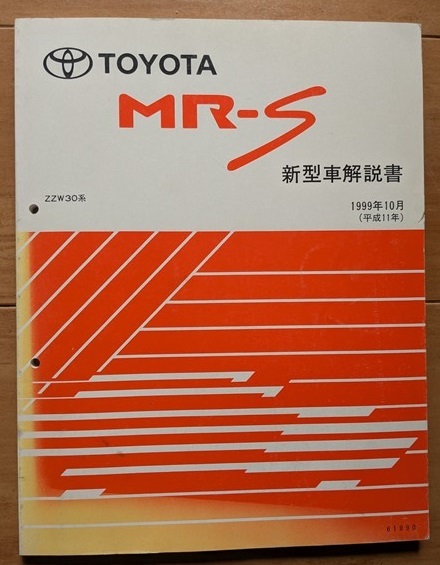 TOYOTA
MR-S
新型車解説書
ZZW30系
1999年10月
(平成11年)
61890